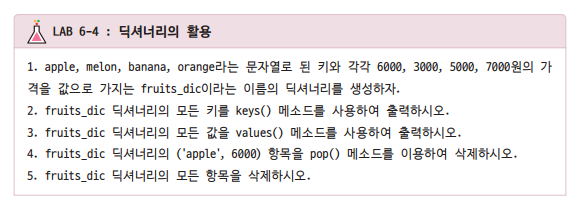 LAB 6-4 : 딕셔너리의 활용
1. apple, melon, banana, orange라는 문자열로 된 키와 각각 6000, 3000, 5000, 7000원의 가
격을 값으로 가지는 fruits_dic이라는 이름의 딕셔너리를 생성하자.
2. fruits_dic 딕셔너리의 모든 키를 keys() 메소드를 사용하여 출력하시오.
3. fruits_dic 딕셔너리의 모든 값을 values() 메소드를 사용하여 출력하시오.
4. fruits_dic 딕셔너리의 ('apple', 6000) 항목을 pop() 메소드를 이용하여 삭제하시오.
5. fruits_dic 딕셔너리의 모든 항목을 삭제하시오.